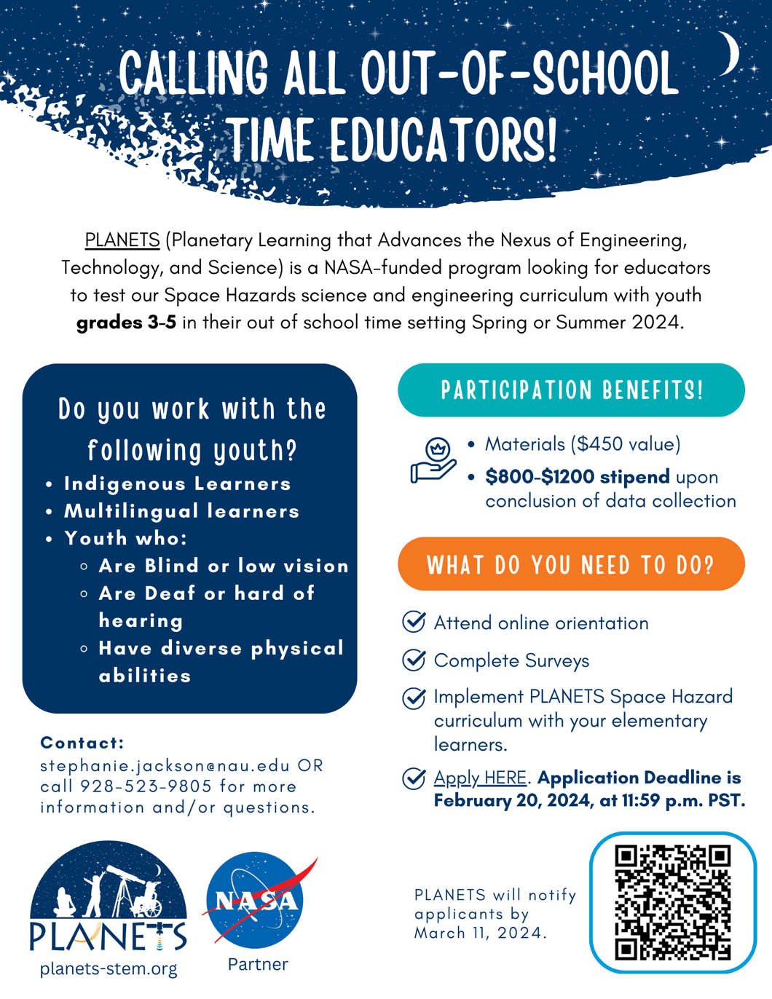 CALLING ALL OUT-OF-SCHOOL
TIME EDUCATORS!
PLANETS (Planetary Learning that Advances the Nexus of Engineering,
Technology, and Science) is a NASA-funded program looking for educators
to test our Space Hazards science and engineering curriculum with youth
grades 3-5 in their out of school time setting Spring or Summer 2024.
Do you work with the
following youth?
• Indigenous Learners
• Multilingual learners
• Youth who:
◦ Are Blind or low vision
◦ Are Deaf or hard of
hearing
◦ Have diverse physical
abilities
Contact:
stephanie.jackson@nau.edu OR
call 928-523-9805 for more
information and/or questions.
PARTICIPATION BENEFITS!
• Materials ($450 value)
• $800-$1200 stipend upon
conclusion of data collection
WHAT DO YOU NEED TO DO?
Attend online orientation
Complete Surveys
Implement PLANETS Space Hazard
curriculum with your elementary
learners.
Apply HERE. Application Deadline is
February 20, 2024, at 11:59 p.m. PST.
PLANETS
planets-stem.org
NASA
Partner
PLANETS will notify
applicants by
March 11, 2024.